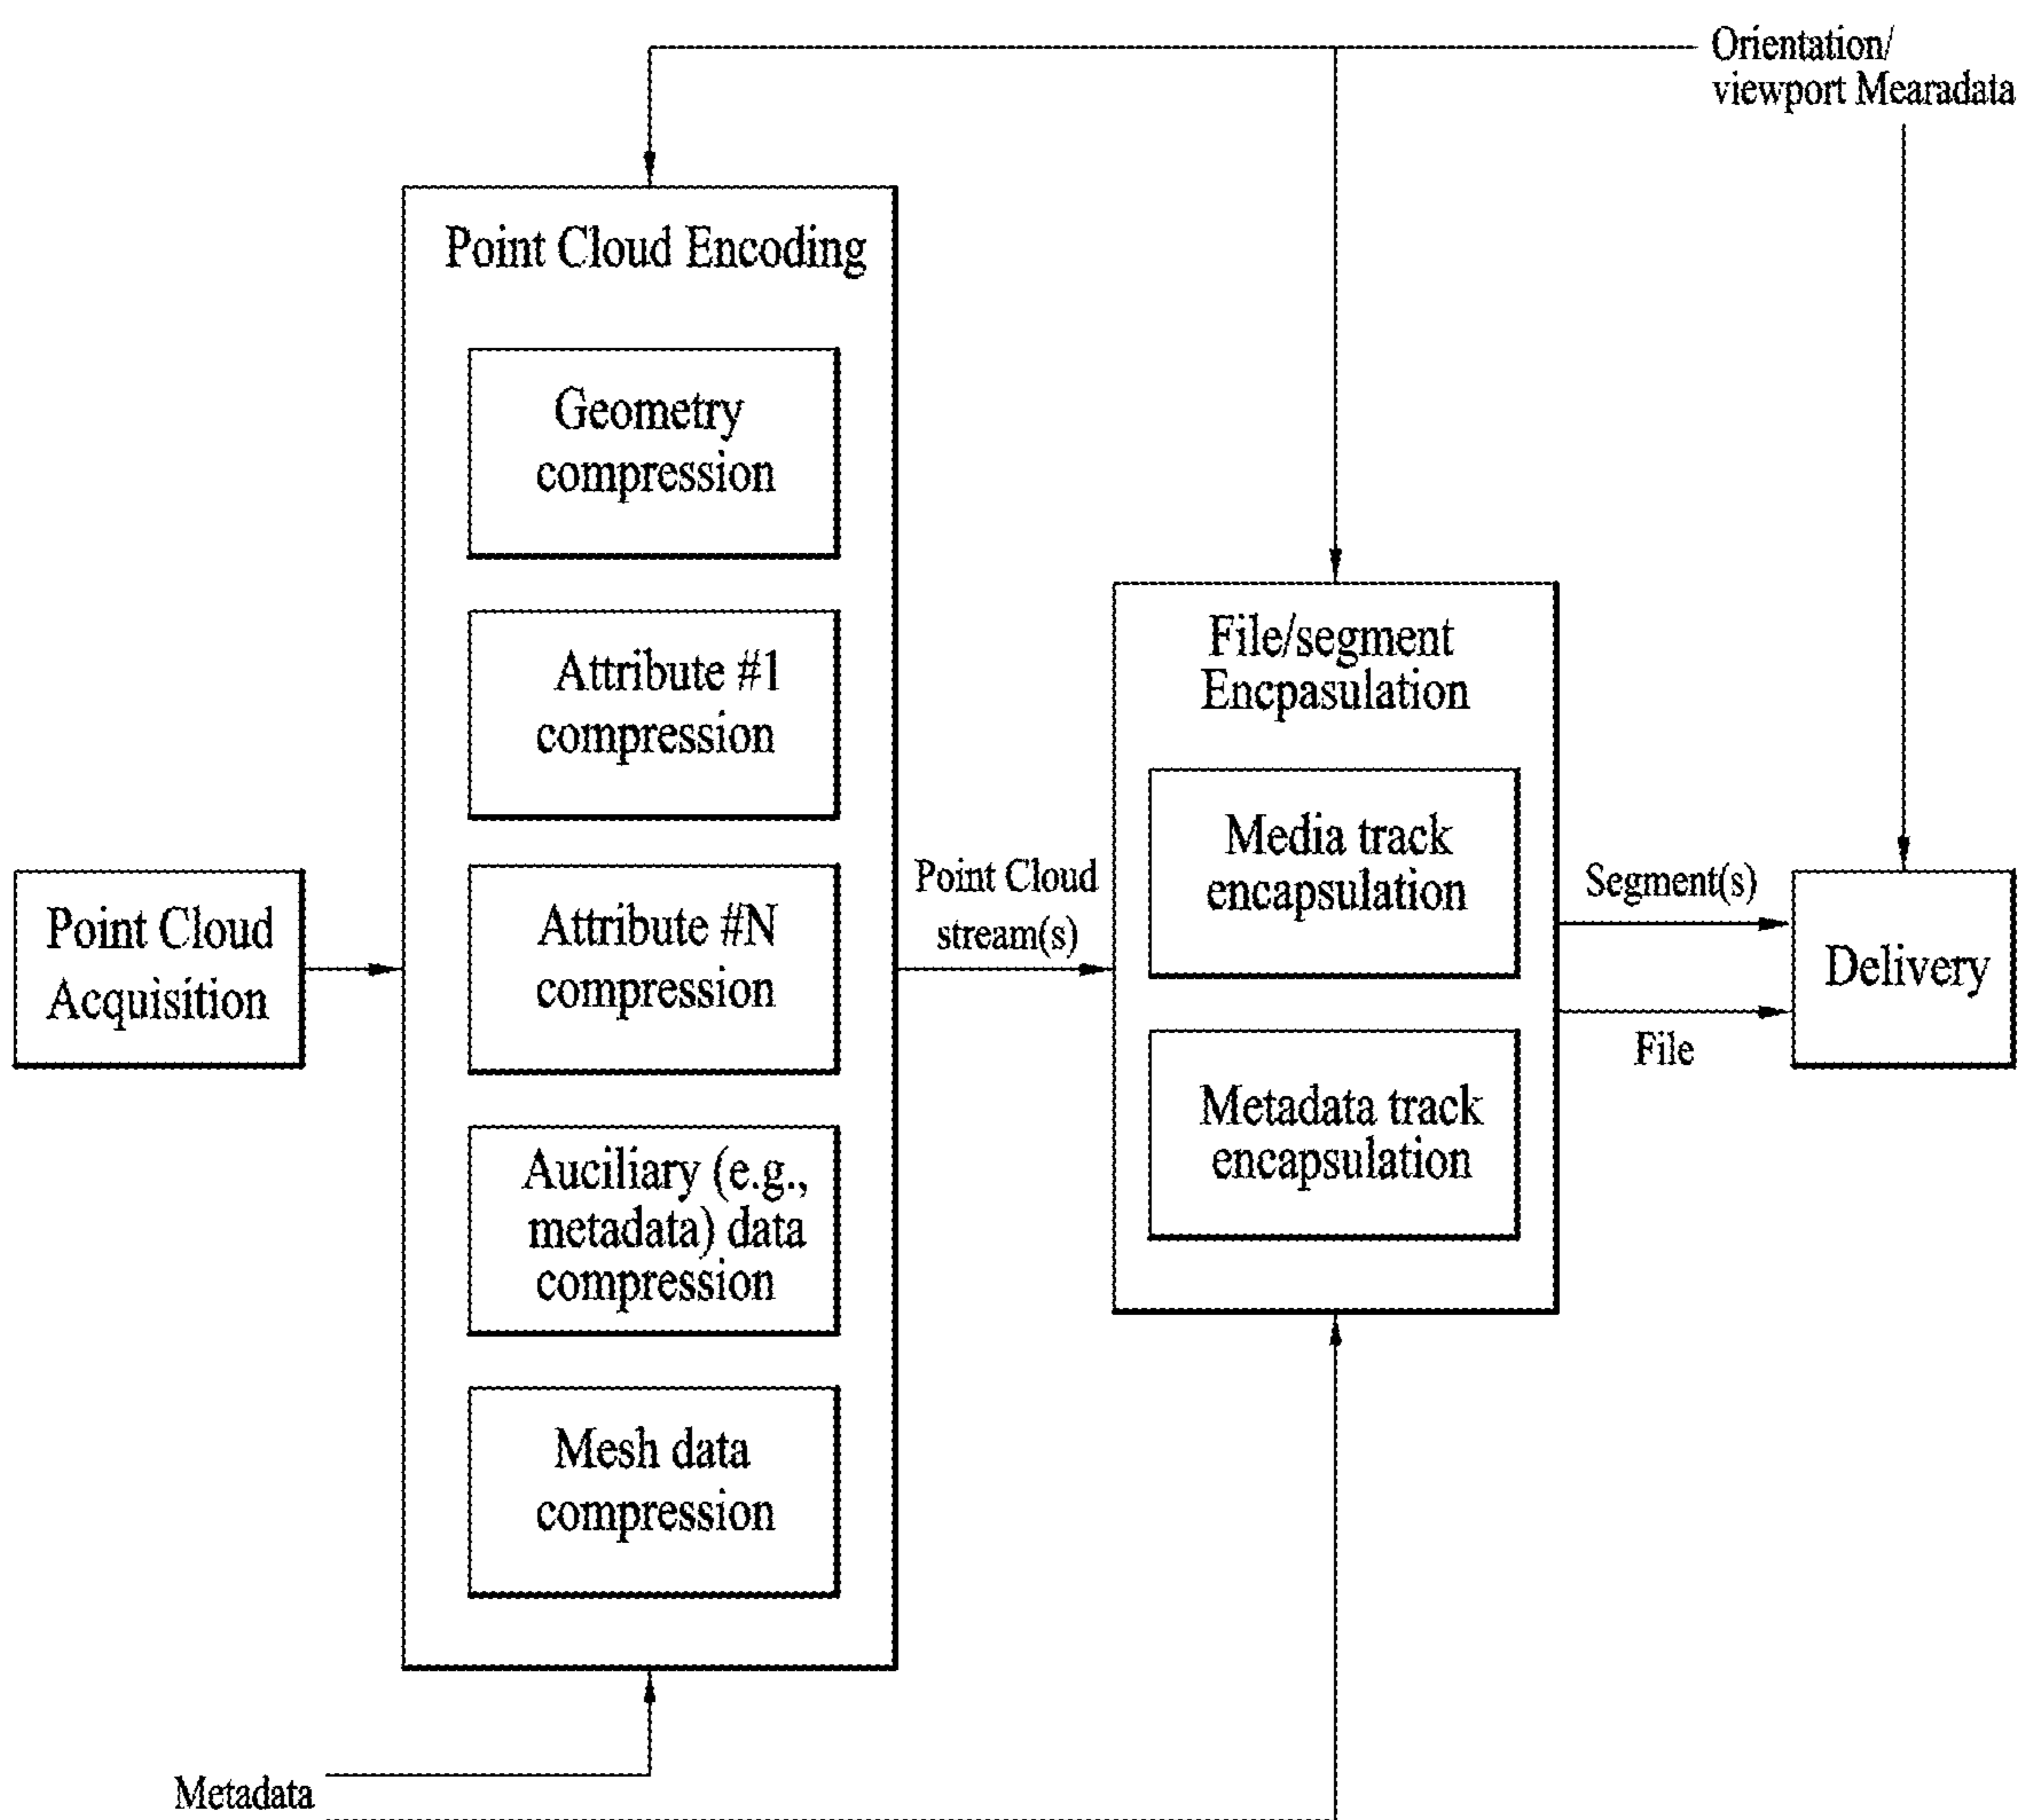 Orientation/
viewport Mearadata
Point Cloud Encoding
Geometry
compression
Attribute #1
compression
Attribute #N
compression
Auciliary (e.g.,
metadata) data
compression
Mesh data
compression
Point Cloud
Acquisition
Point Cloud
stream(s)
File/segment
Encpasulation
Media track
encapsulation
Metadata track
encapsulation
Segment(s)
File
Delivery
Metadata